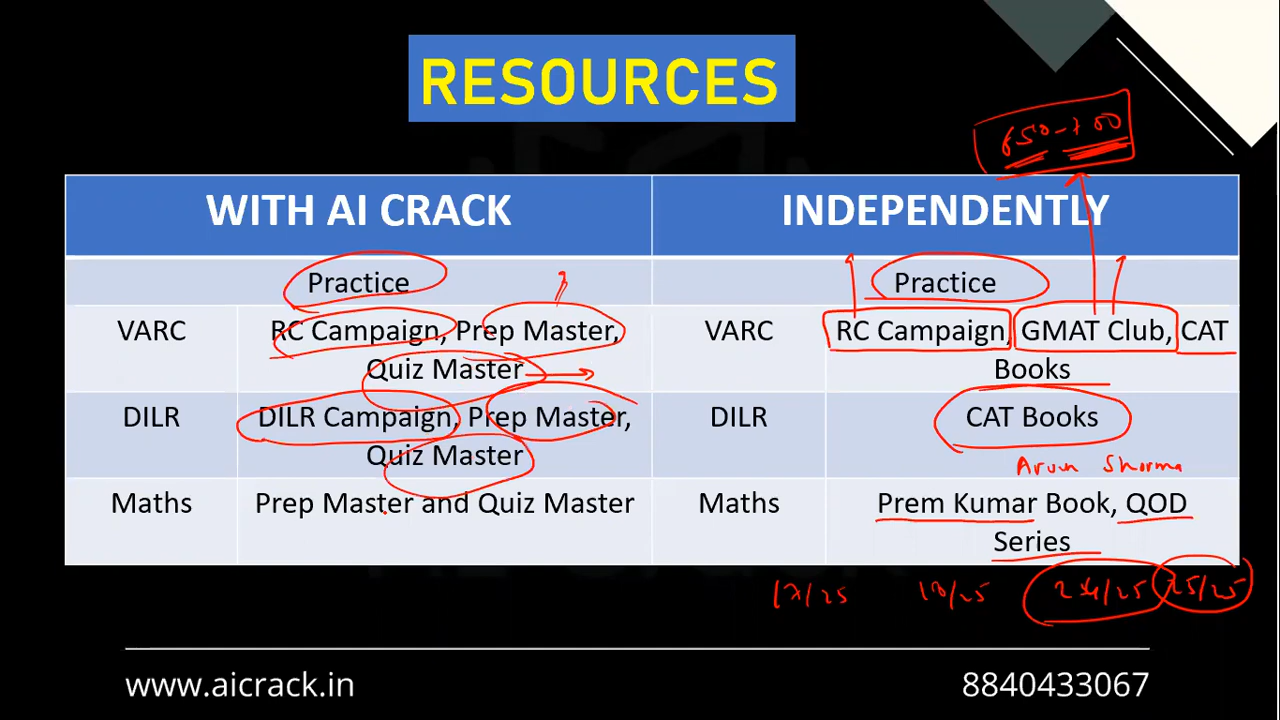 RESOURCES
650-700
WITH AI CRACK INDEPENDENTLY
Practice Practice
VARC RC Campaign, Prep Master, VARC RC Campaign, GMAT Club, CAT
Quiz Master Books
DILR DILR Campaign, Prep Master, DILR CAT Books
Quiz Master
Arun Sharma
Maths Prep Master and Quiz Master Maths Prem Kumar Book, QOD
Series
17/25 18/25 24/25 25/25
www.aicrack.in 8840433067